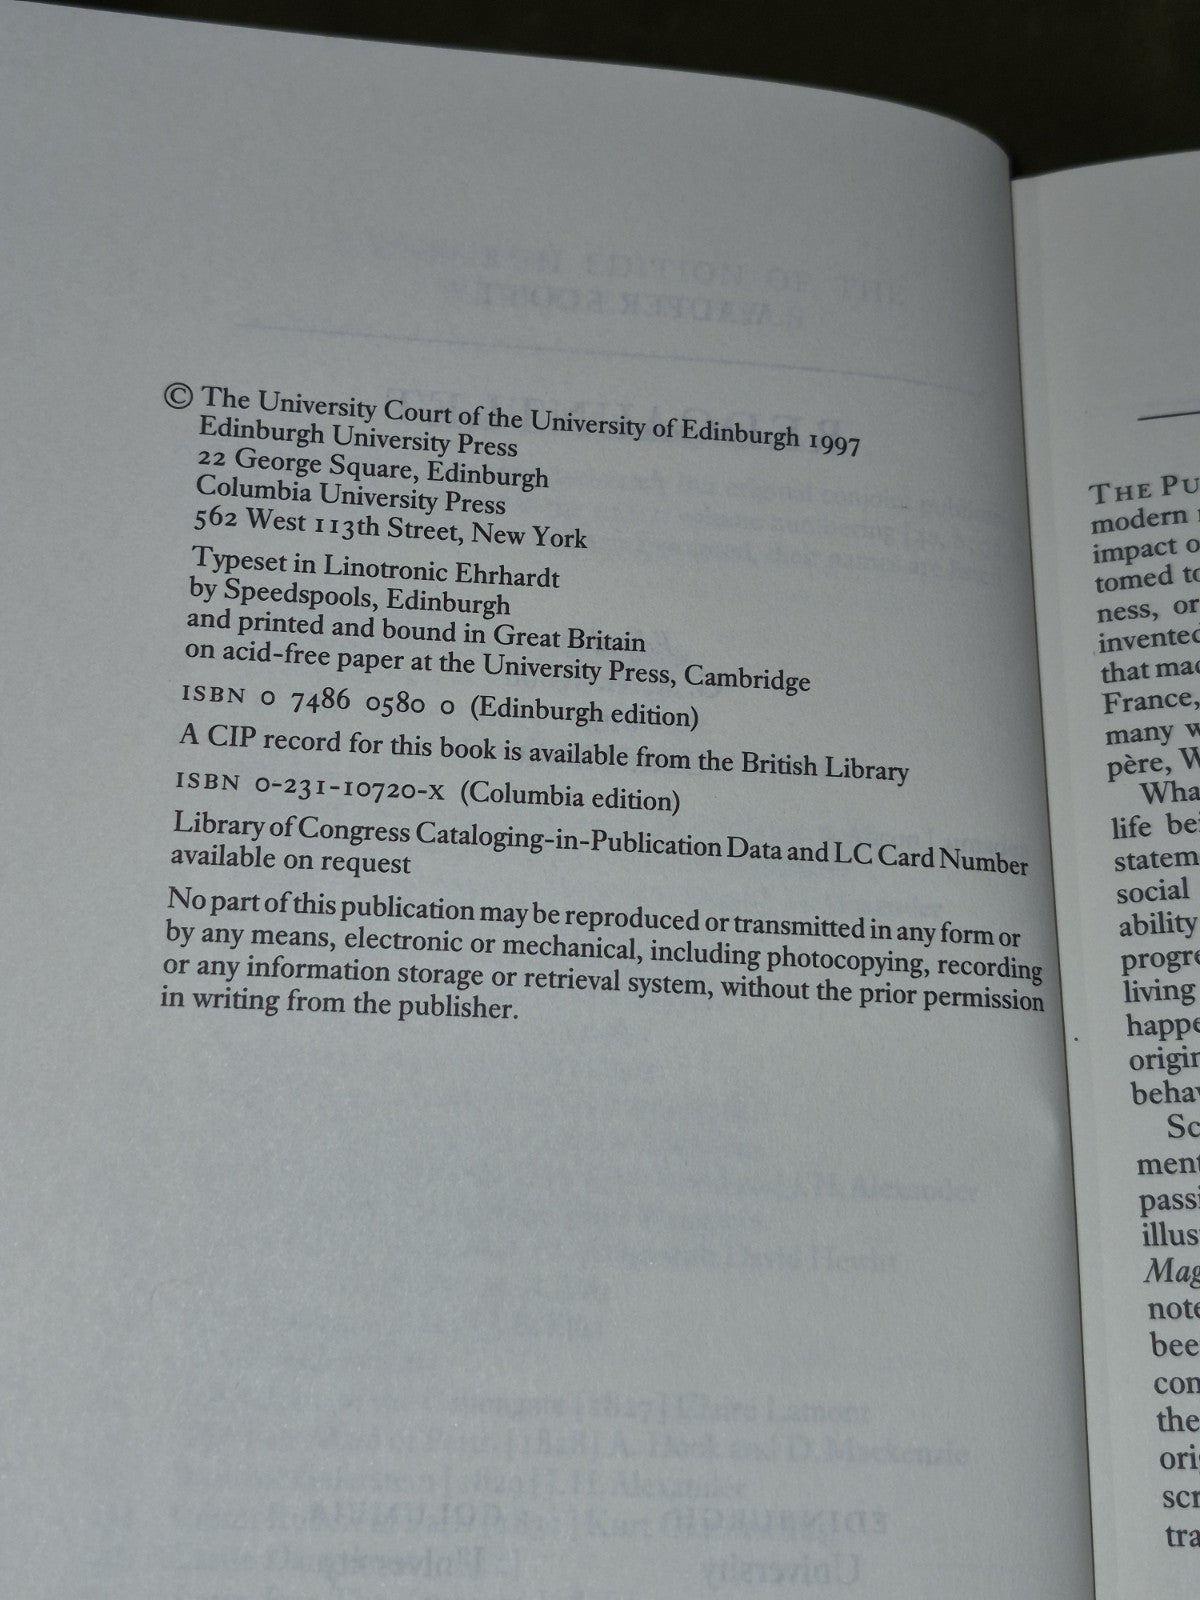 © The University Court of the University of Edinburgh 1997
Edinburgh University Press
22 George Square, Edinburgh
Columbia University Press
562 West 113th Street, New York
Typeset in Linotronic Ehrhardt
by Speedspools, Edinburgh
and printed and bound in Great Britain
on acid-free paper at the University Press, Cambridge
ISBN 0 7486 0580 0 (Edinburgh edition)
A CIP record for this book is available from the British Library
ISBN 0-231-10720-X (Columbia edition)
Library of Congress Cataloging-in-Publication Data and LC Card Number
available on request
No part of this publication may be reproduced or transmitted in any form or
by any means, electronic or mechanical, including photocopying, recording
or any information storage or retrieval system, without the prior permission
in writing from the publisher.
THE PU
modern
impact o
tomed to
ness, or
invented
that mad
France,
many w
père, W
Wha
life be
statem
social
ability
progre
living
happe
origin
behav
Sc
ment
passi
illus
Mag
note
bee
con
the
ori
scr
tra